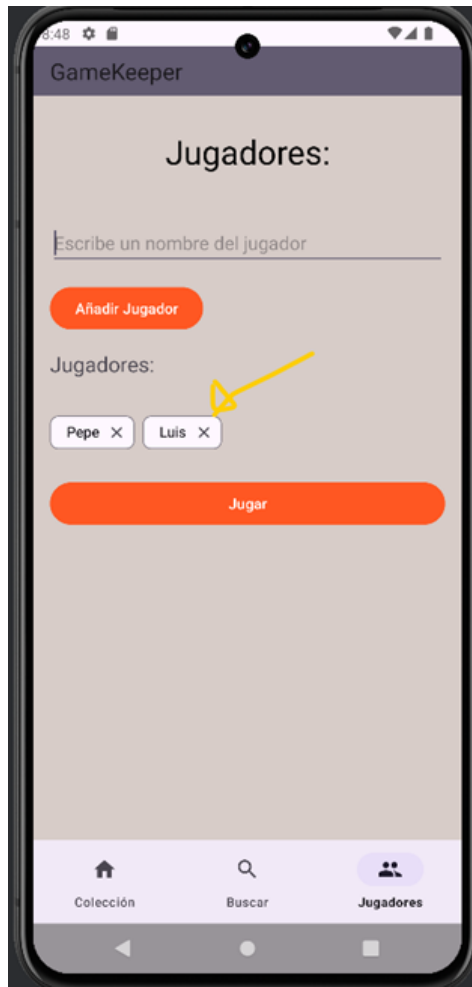 8:48
GameKeeper
Jugadores:
Escribe un nombre del jugador
Añadir Jugador
Jugadores:
Pepe Luis
Jugar
Colección Buscar Jugadores